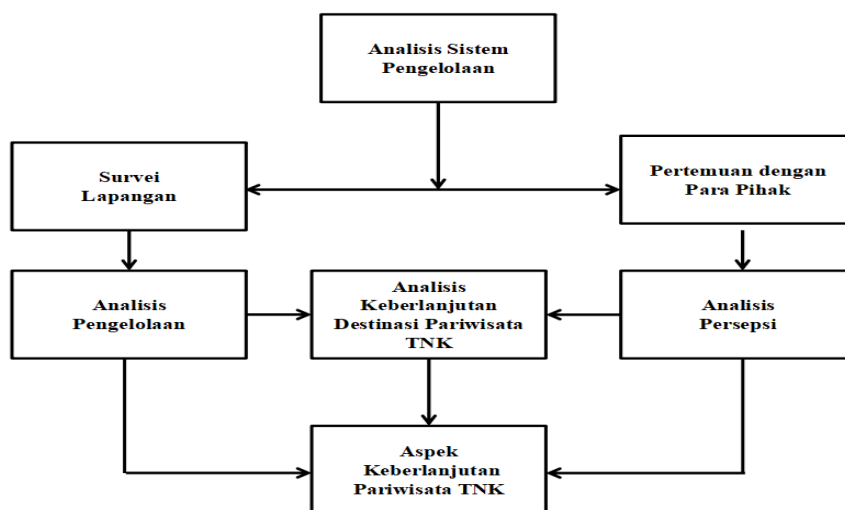 Analisis Sistem
Pengelolaan
Survei
Lapangan
Pertemuan dengan
Para Pihak
Analisis
Pengelolaan
Analisis
Keberlanjutan
Destinasi Pariwisata
TNK
Analisis
Persepsi
Aspek
Keberlanjutan
Pariwisata TNK